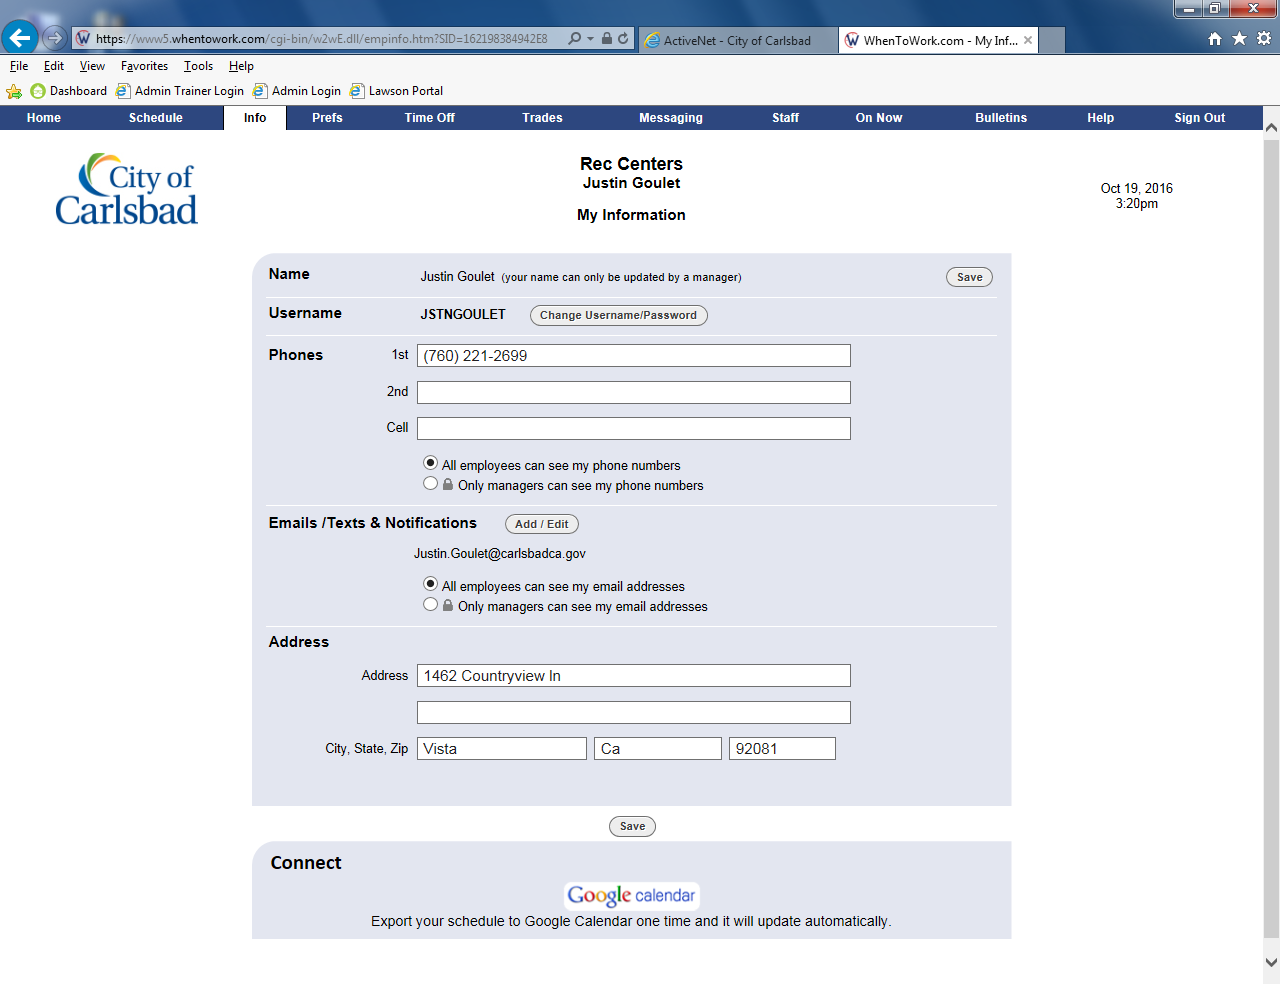 https://www5.whentowork.com/cgi-bin/w2wE.dll/empinfo.htm?SID=162198384942E8
ActiveNet - City of Carlsbad
WhenToWork.com - My Inf...
File Edit View Favorites Tools Help
Dashboard Admin Trainer Login Admin Login Lawson Portal
Home Schedule Info Prefs Time Off Trades Messaging Staff On Now Bulletins Help Sign Out
City of
Carlsbad
Rec Centers
Justin Goulet
My Information
Oct 19, 2016
3:20pm
Name Justin Goulet (your name can only be updated by a manager) Save
Username JSTNGOULET Change Username/Password
Phones 1st (760) 221-2699
2nd
Cell
All employees can see my phone numbers
Only managers can see my phone numbers
Emails /Texts & Notifications Add / Edit
Justin.Goulet@carlsbadca.gov
All employees can see my email addresses
Only managers can see my email addresses
Address
Address 1462 Countryview ln
City, State, Zip Vista Ca 92081
Save
Connect
Google calendar
Export your schedule to Google Calendar one time and it will update automatically.